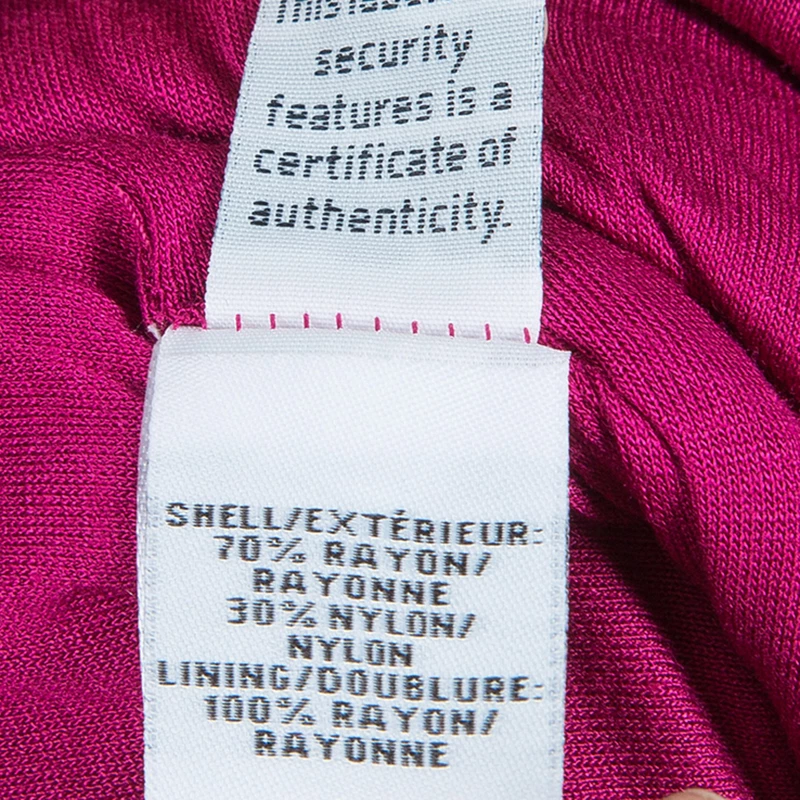 This
security
features is a
certificate of
authenticity.
SHELL/EXTÉRIEUR:
70% RAYON/
RAYONNE
30% NYLON/
NYLON
LINING/DOUBLURE:
100% RAYON/
RAYONNE